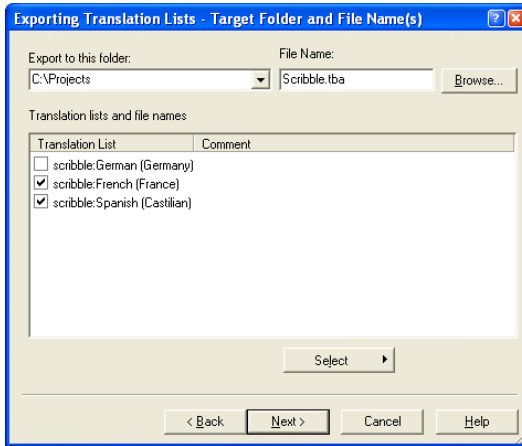 Exporting Translation Lists - Target Folder and File Name(s)
Export to this folder: File Name:
C:\Projects Scribble.tba Browse...
Translation lists and file names
Translation List Comment
scribble:German (Germany)
scribble:French (France)
scribble:Spanish (Castilian)
Select
< Back Next > Cancel Help